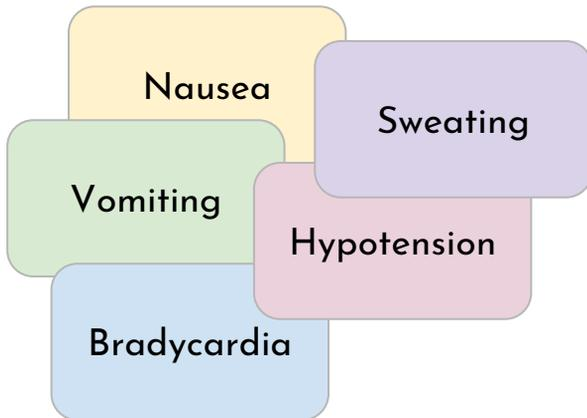 Nausea
Sweating
Vomiting
Hypotension
Bradycardia